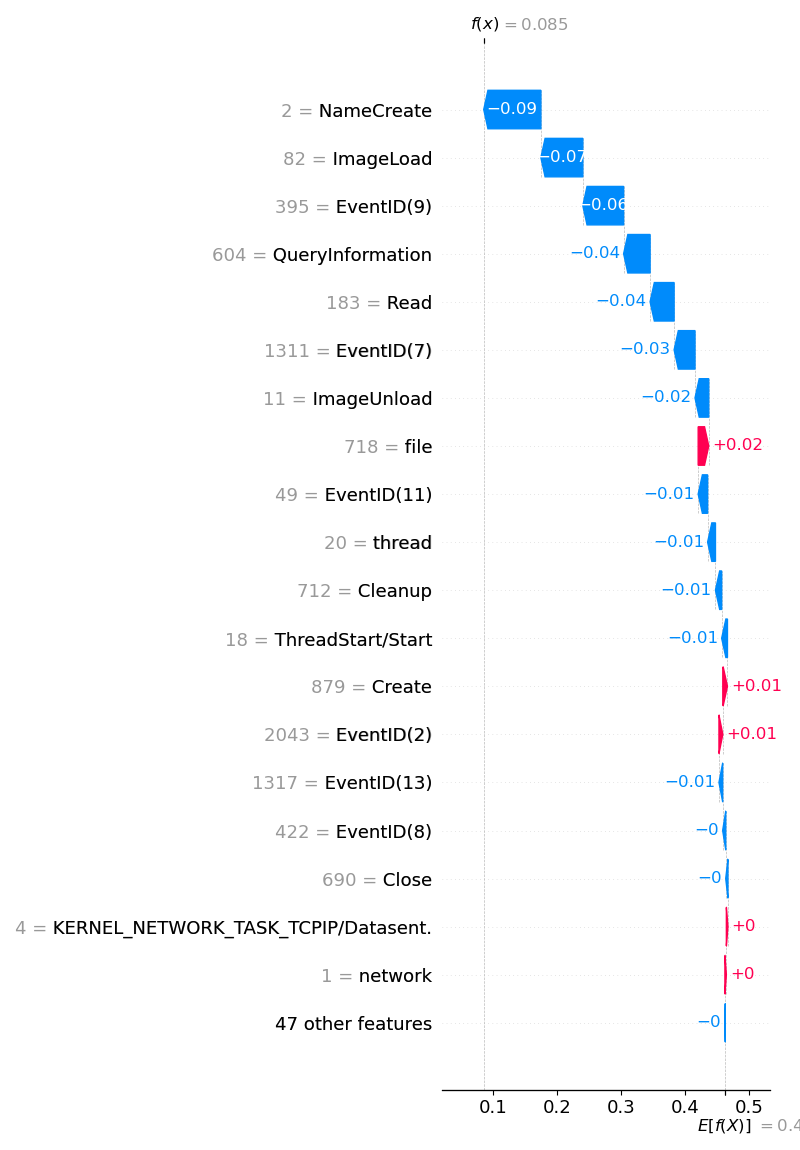 f(x) = 0.085
2 = NameCreate −0.09
82 = ImageLoad −0.07
395 = EventID(9) −0.06
604 = QueryInformation −0.04
183 = Read −0.04
1311 = EventID(7) −0.03
11 = ImageUnload −0.02
718 = file +0.02
49 = EventID(11) −0.01
20 = thread −0.01
712 = Cleanup −0.01
18 = ThreadStart/Start −0.01
879 = Create +0.01
2043 = EventID(2) +0.01
1317 = EventID(13) −0.01
422 = EventID(8) −0
690 = Close −0
4 = KERNEL_NETWORK_TASK_TCPIP/Datasent. +0
1 = network +0
47 other features −0
0.1 0.2 0.3 0.4 0.5
E[f(X)] = 0.4